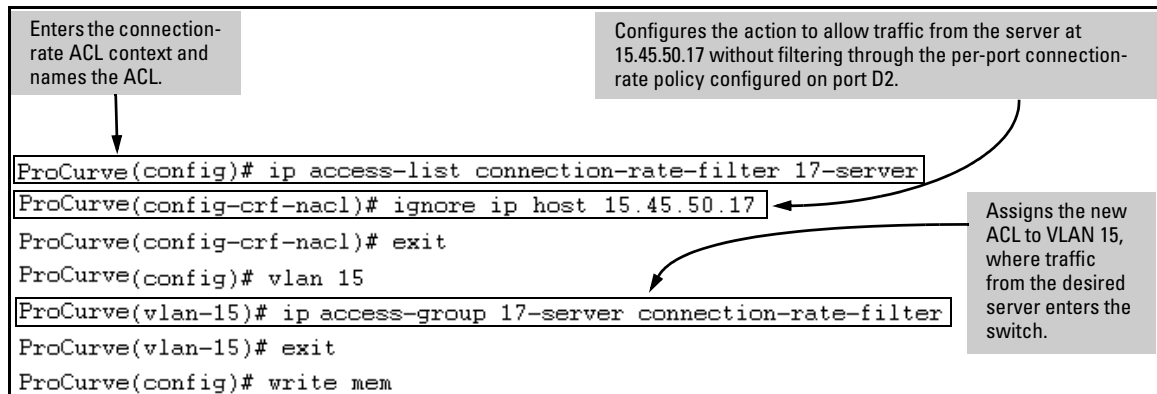 Enters the connection-
rate ACL context and
names the ACL.
Configures the action to allow traffic from the server at
15.45.50.17 without filtering through the per-port connection-
rate policy configured on port D2.
ProCurve(config)# ip access-list connection-rate-filter 17-server
ProCurve(config-crf-nacl)# ignore ip host 15.45.50.17
ProCurve(config-crf-nacl)# exit
ProCurve(config)# vlan 15
ProCurve(vlan-15)# ip access-group 17-server connection-rate-filter
ProCurve(vlan-15)# exit
ProCurve(config)# write mem
Assigns the new
ACL to VLAN 15,
where traffic
from the desired
server enters the
switch.